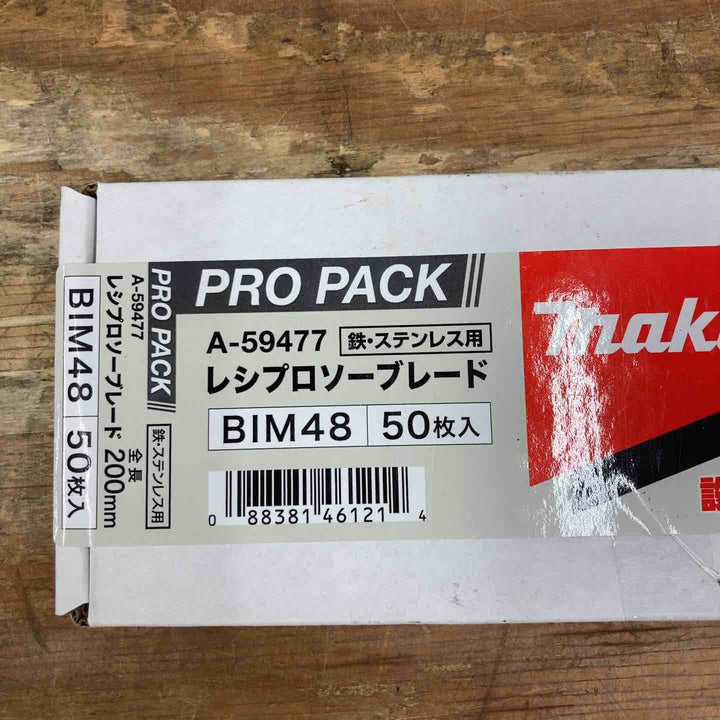 PRO PACK
A-59477 鉄・ステンレス用
レシプロソーブレード
BIM48 50枚入
0 88381 46121 4
PRO PACK
A-59477
レシプロソーブレード 全長 200mm
鉄・ステンレス用
BIM48 50枚入